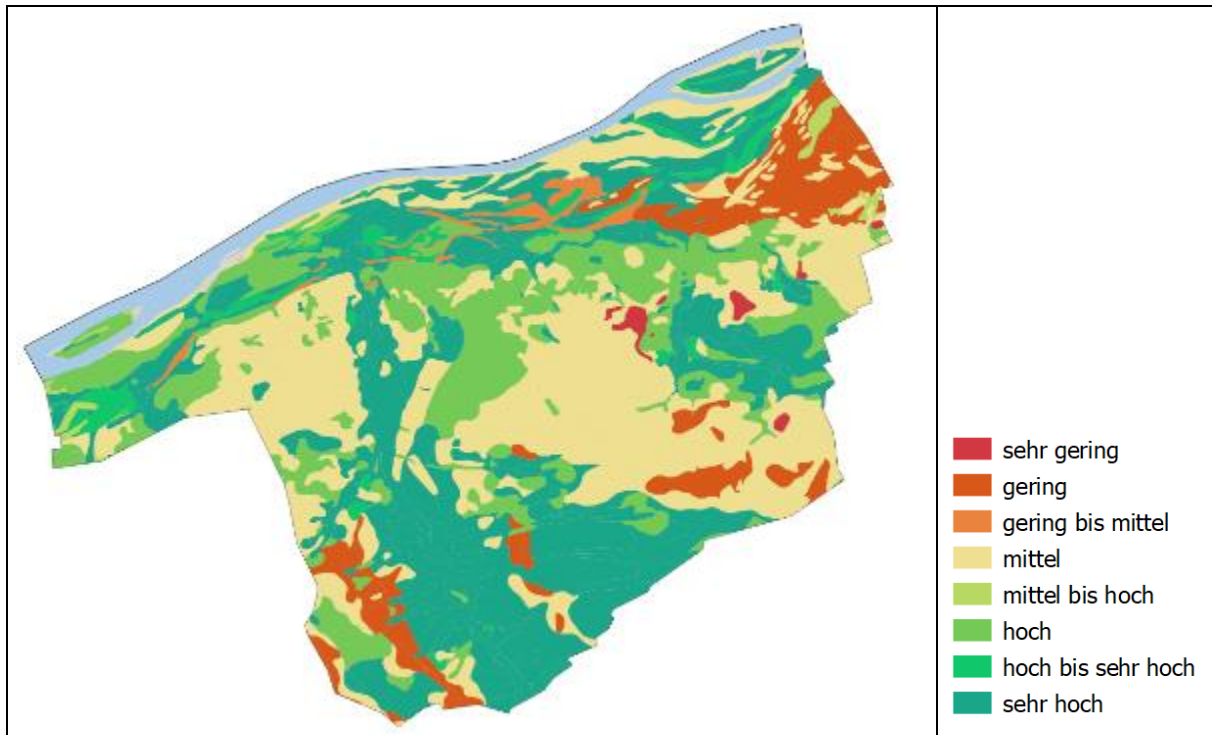 sehr gering
gering
gering bis mittel
mittel
mittel bis hoch
hoch
hoch bis sehr hoch
sehr hoch